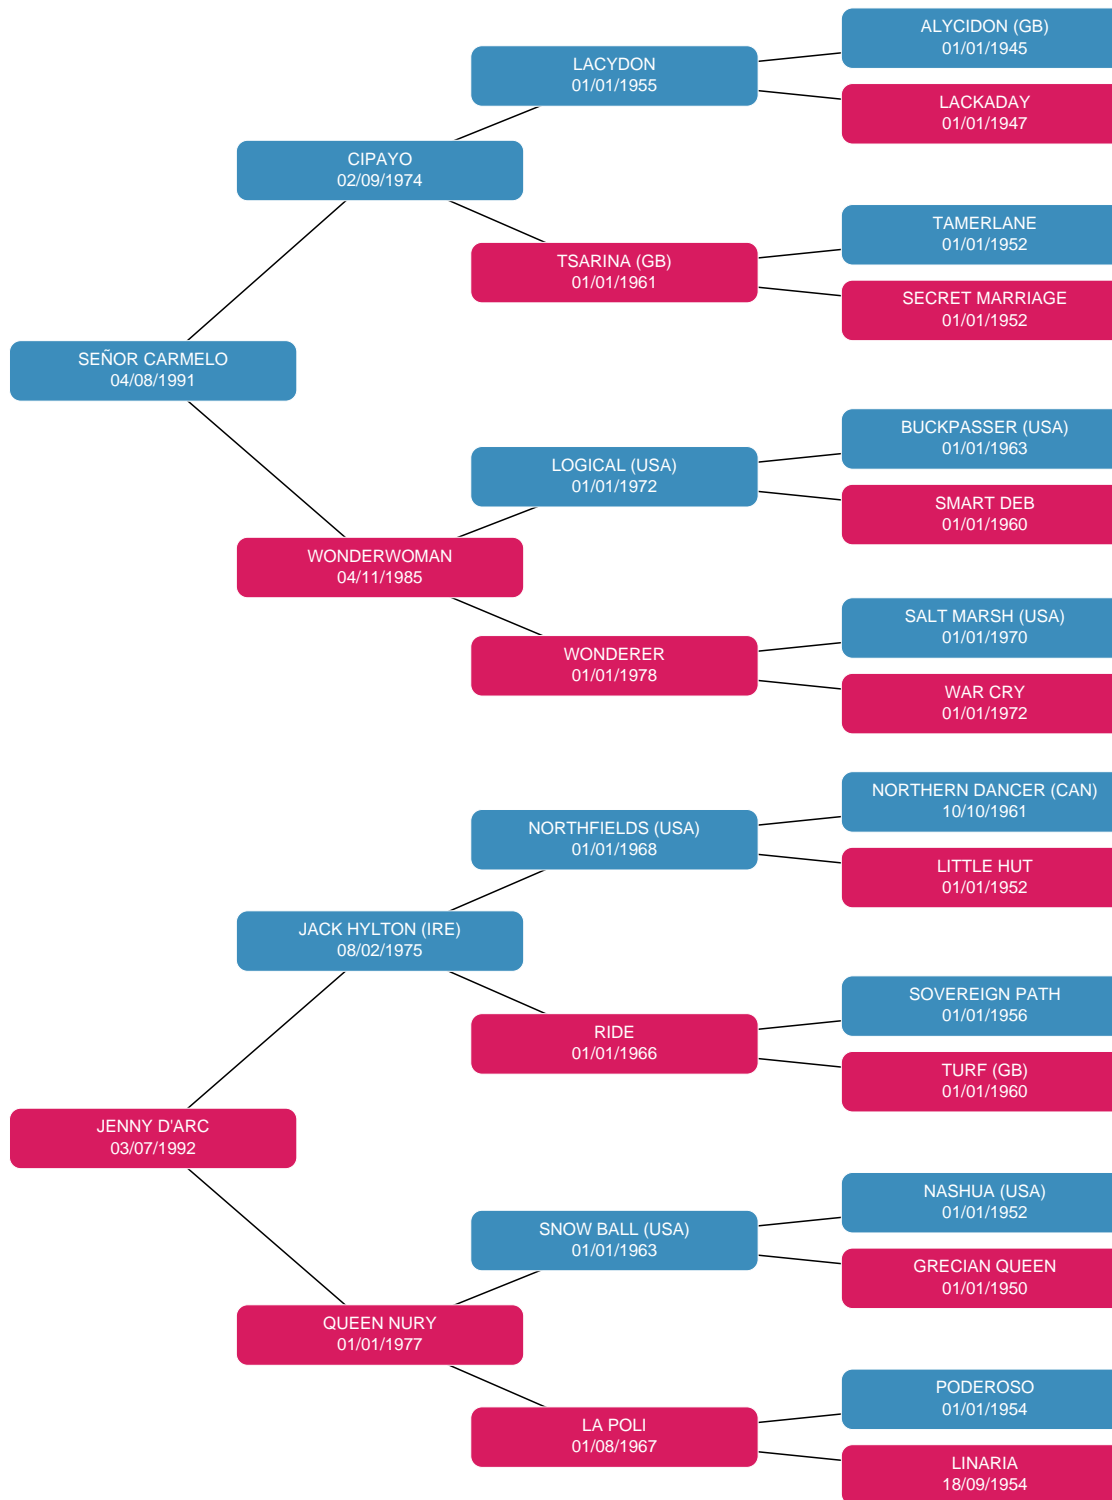 ALYCIDON (GB)
01/01/1945
LACYDON
01/01/1955
LACKADAY
01/01/1947
CIPAYO
02/09/1974
TAMERLANE
01/01/1952
TSARINA (GB)
01/01/1961
SECRET MARRIAGE
01/01/1952
SEÑOR CARMELO
04/08/1991
BUCKPASSER (USA)
01/01/1963
LOGICAL (USA)
01/01/1972
SMART DEB
01/01/1960
WONDERWOMAN
04/11/1985
SALT MARSH (USA)
01/01/1970
WONDERER
01/01/1978
WAR CRY
01/01/1972
NORTHERN DANCER (CAN)
10/10/1961
NORTHFIELDS (USA)
01/01/1968
LITTLE HUT
01/01/1952
JACK HYLTON (IRE)
08/02/1975
SOVEREIGN PATH
01/01/1956
RIDE
01/01/1966
TURF (GB)
01/01/1960
JENNY D'ARC
03/07/1992
NASHUA (USA)
01/01/1952
SNOW BALL (USA)
01/01/1963
GRECIAN QUEEN
01/01/1950
QUEEN NURY
01/01/1977
PODEROSO
01/01/1954
LA POLI
01/08/1967
LINARIA
18/09/1954